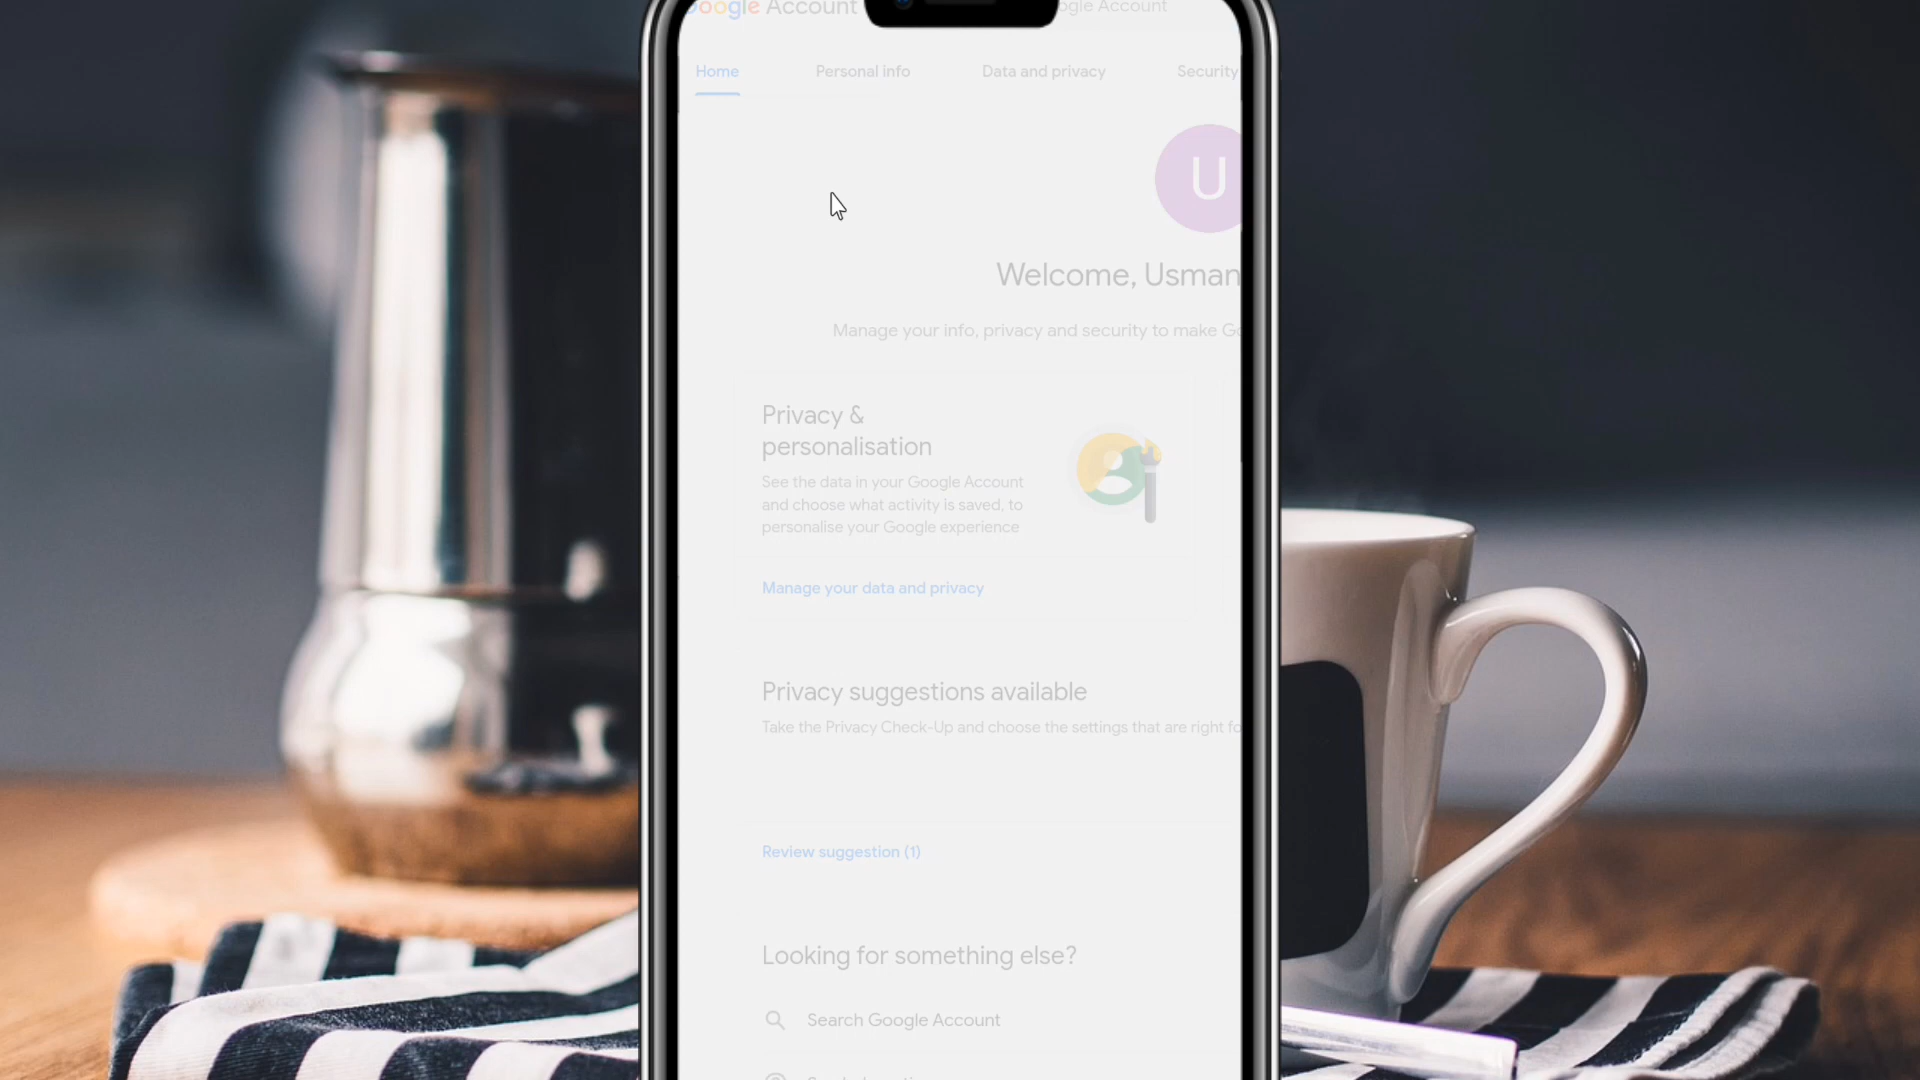 Google Account
ogle Account
Home Personal info Data and privacy Security
U
Welcome, Usman
Manage your info, privacy and security to make Go
Privacy &
personalisation
See the data in your Google Account
and choose what activity is saved, to
personalise your Google experience
Manage your data and privacy
Privacy suggestions available
Take the Privacy Check-Up and choose the settings that are right fo
Review suggestion (1)
Looking for something else?
Search Google Account